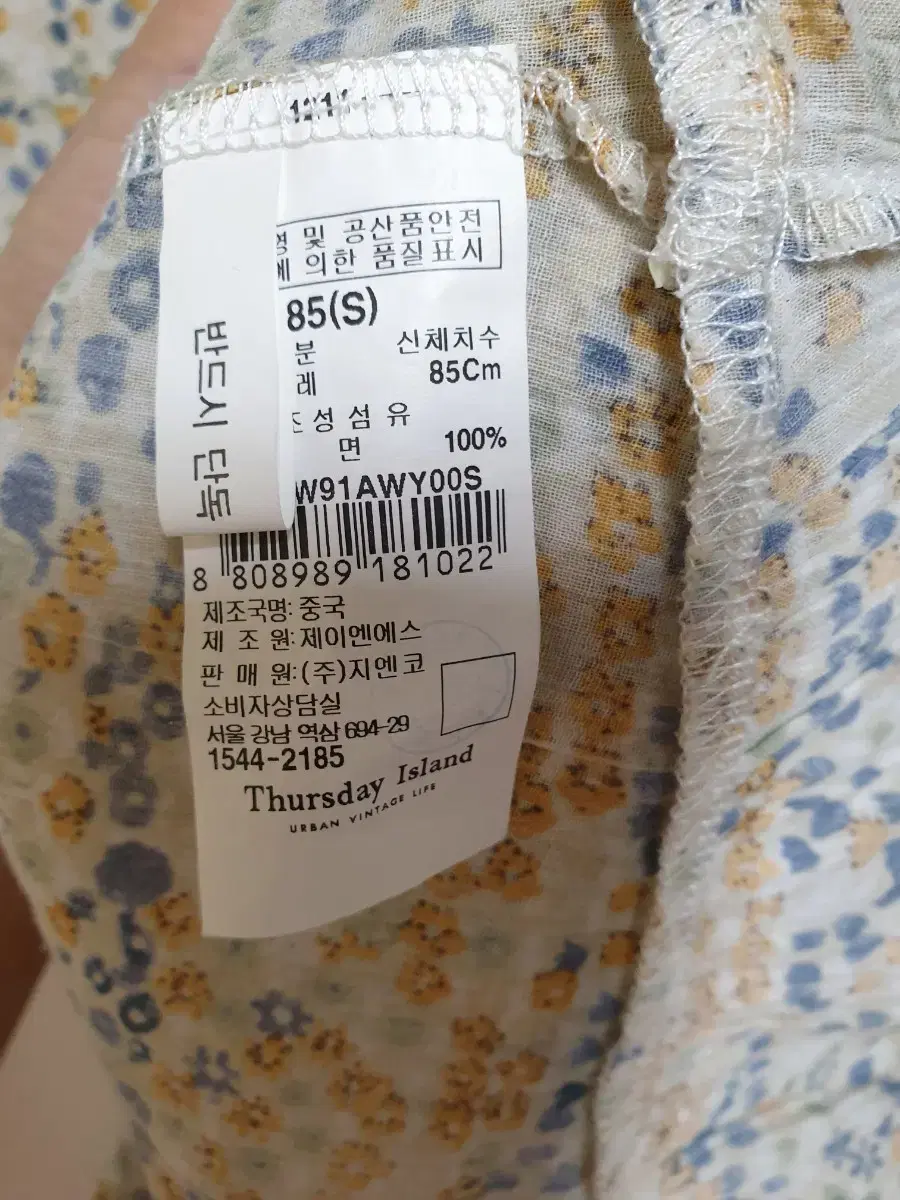 영 및 공산품안전
에 의한 품질표시
85(S)
분 신체치수
레 85Cm
조성섬유
면 100%
W91AWY00S
8 808989 181022
제조국명: 중국
제 조 원: 제이엔에스
판 매 원: (주)지엔코
소비자상담실
서울 강남 역삼 694-29
1544-2185
Thursday Island
URBAN VINTAGE LIFE
반드시 단독